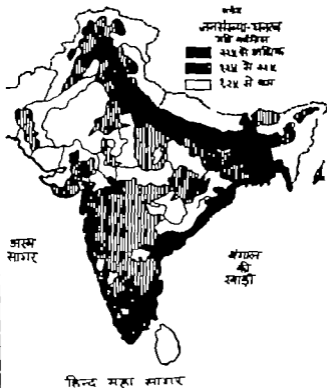 जनसंख्या-घनत्व
प्रति वर्गमील
२२५ से अधिक
१२५ से २२५
१२५ से कम
अरब
सागर
बंगाल
की
खाड़ी
हिन्द महा सागर